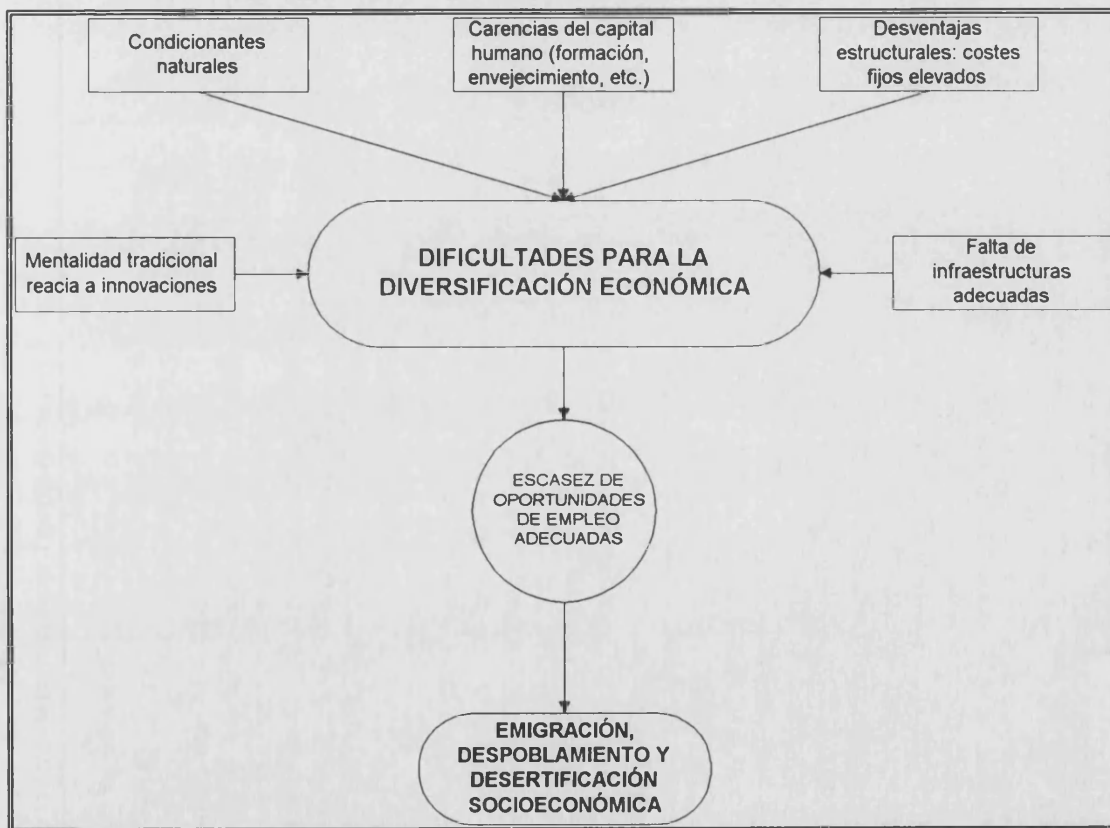 Condicionantes
naturales
Carencias del capital
humano (formación,
envejecimiento, etc.)
Desventajas
estructurales: costes
fijos elevados
Mentalidad tradicional
reacia a innovaciones
DIFICULTADES PARA LA
DIVERSIFICACIÓN ECONÓMICA
Falta de
infraestructuras
adecuadas
ESCASEZ DE
OPORTUNIDADES
DE EMPLEO
ADECUADAS
EMIGRACIÓN,
DESPOBLAMIENTO Y
DESERTIFICACIÓN
SOCIOECONÓMICA